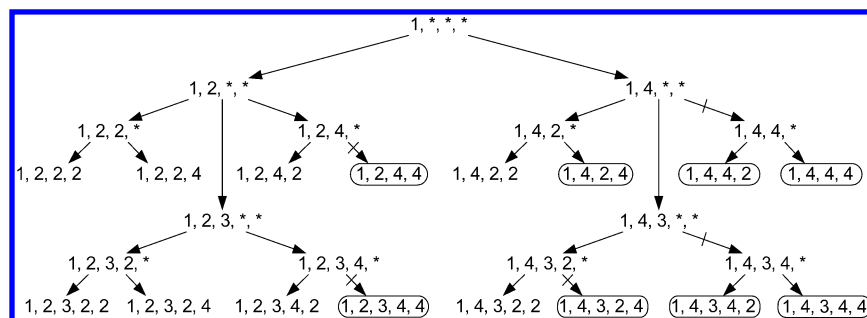 1, *, *, *
1, 2, *, *
1, 4, *, *
1, 2, 2, *
1, 2, 4, *
1, 4, 2, *
1, 4, 4, *
1, 2, 2, 2
1, 2, 2, 4
1, 2, 4, 2
1, 2, 4, 4
1, 4, 2, 2
1, 4, 2, 4
1, 4, 4, 2
1, 4, 4, 4
1, 2, 3, *, *
1, 4, 3, *, *
1, 2, 3, 2, *
1, 2, 3, 4, *
1, 4, 3, 2, *
1, 4, 3, 4, *
1, 2, 3, 2, 2
1, 2, 3, 2, 4
1, 2, 3, 4, 2
1, 2, 3, 4, 4
1, 4, 3, 2, 2
1, 4, 3, 2, 4
1, 4, 3, 4, 2
1, 4, 3, 4, 4